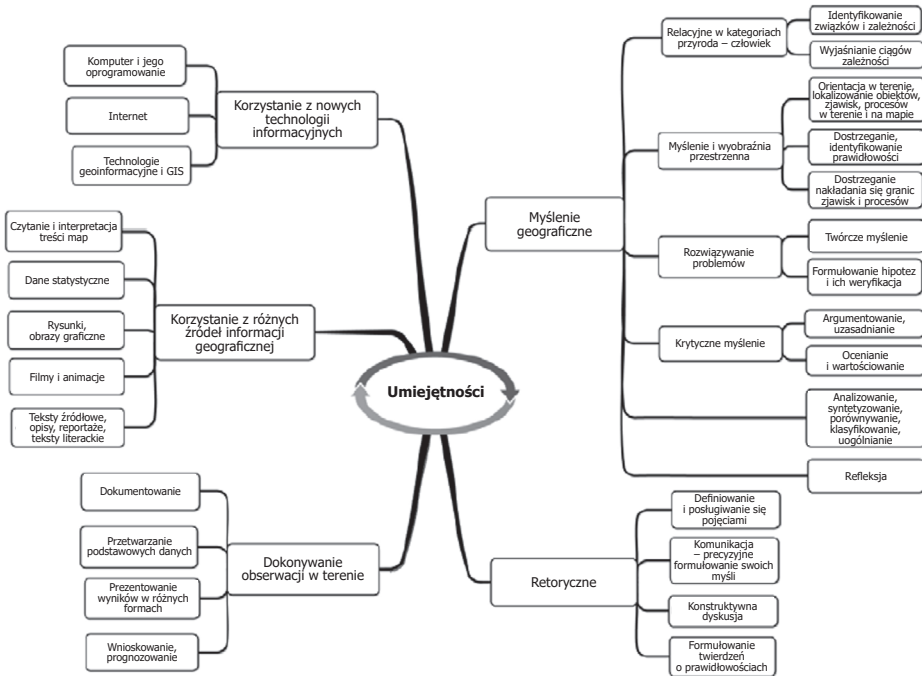 Komputer i jego
oprogramowanie
Internet
Technologie
geoinformacyjne i GIS
Korzystanie z nowych
technologii
informacyjnych
Czytanie i interpretacja
treści map
Dane statystyczne
Rysunki,
obrazy graficzne
Filmy i animacje
Teksty źródłowe,
opisy, reportaże,
teksty literackie
Korzystanie z różnych
źródeł informacji
geograficznej
Umiejętności
Dokumentowanie
Przetwarzanie
podstawowych danych
Prezentowanie
wyników w różnych
formach
Wnioskowanie,
prognozowanie
Dokonywanie
obserwacji w terenie
Myślenie
geograficzne
Relacyjne w kategoriach
przyroda – człowiek
Identyfikowanie
związków i zależności
Wyjaśnianie ciągów
zależności
Myślenie i wyobraźnia
przestrzenna
Orientacja w terenie,
lokalizowanie obiektów,
zjawisk, procesów
w terenie i na mapie
Dostrzeganie,
identyfikowanie
prawidłowości
Dostrzeganie
nakładania się granic
zjawisk i procesów
Rozwiązywanie
problemów
Twórcze myślenie
Formułowanie hipotez
i ich weryfikacja
Krytyczne myślenie
Argumentowanie,
uzasadnianie
Ocenianie
i wartościowanie
Analizowanie,
syntetyzowanie,
porównywanie,
klasyfikowanie,
uogólnianie
Refleksja
Retoryczne
Definiowanie
i posługiwanie się
pojęciami
Komunikacja
– precyzyjne
formułowanie swoich
myśli
Konstruktywna
dyskusja
Formułowanie
twierdzeń
o prawidłowościach